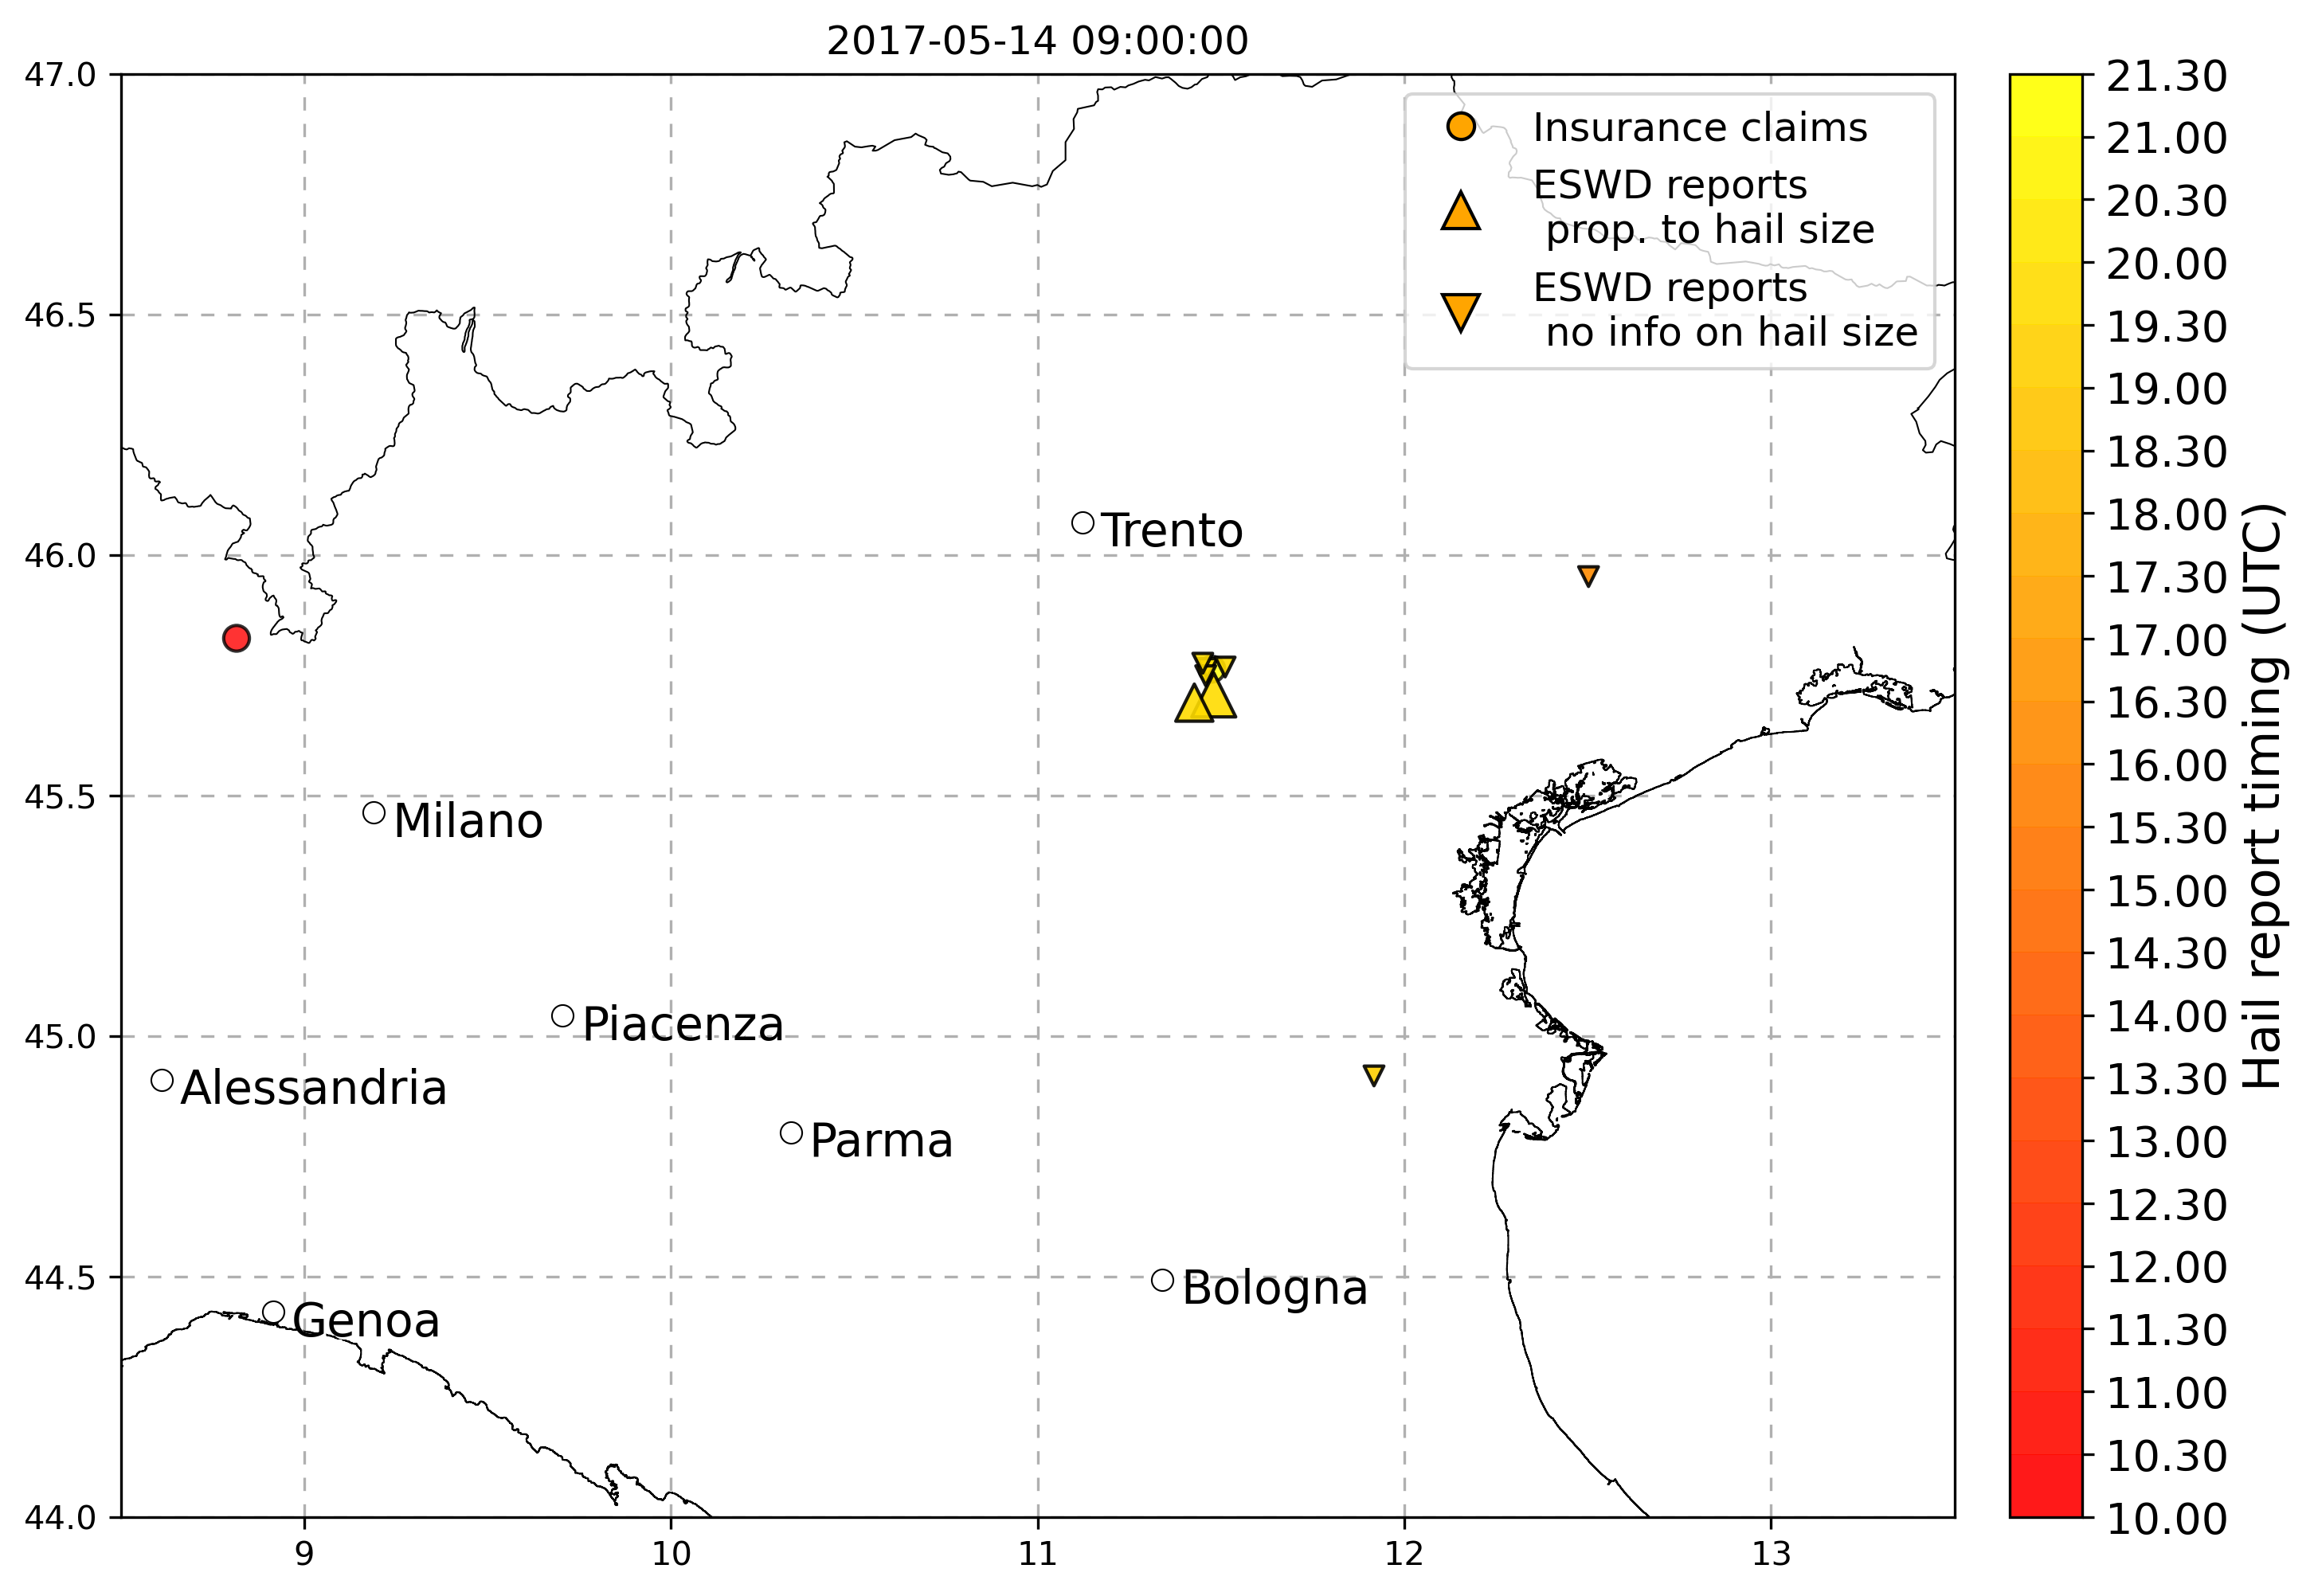 2017-05-14 09:00:00
47.0
46.5
46.0
45.5
45.0
44.5
44.0
9
10
11
12
13
Insurance claims
ESWD reports
prop. to hail size
ESWD reports
no info on hail size
Trento
Milano
Piacenza
Alessandria
Parma
Bologna
Genoa
21.30
21.00
20.30
20.00
19.30
19.00
18.30
18.00
17.30
17.00
16.30
16.00
15.30
15.00
14.30
14.00
13.30
13.00
12.30
12.00
11.30
11.00
10.30
10.00
Hail report timing (UTC)